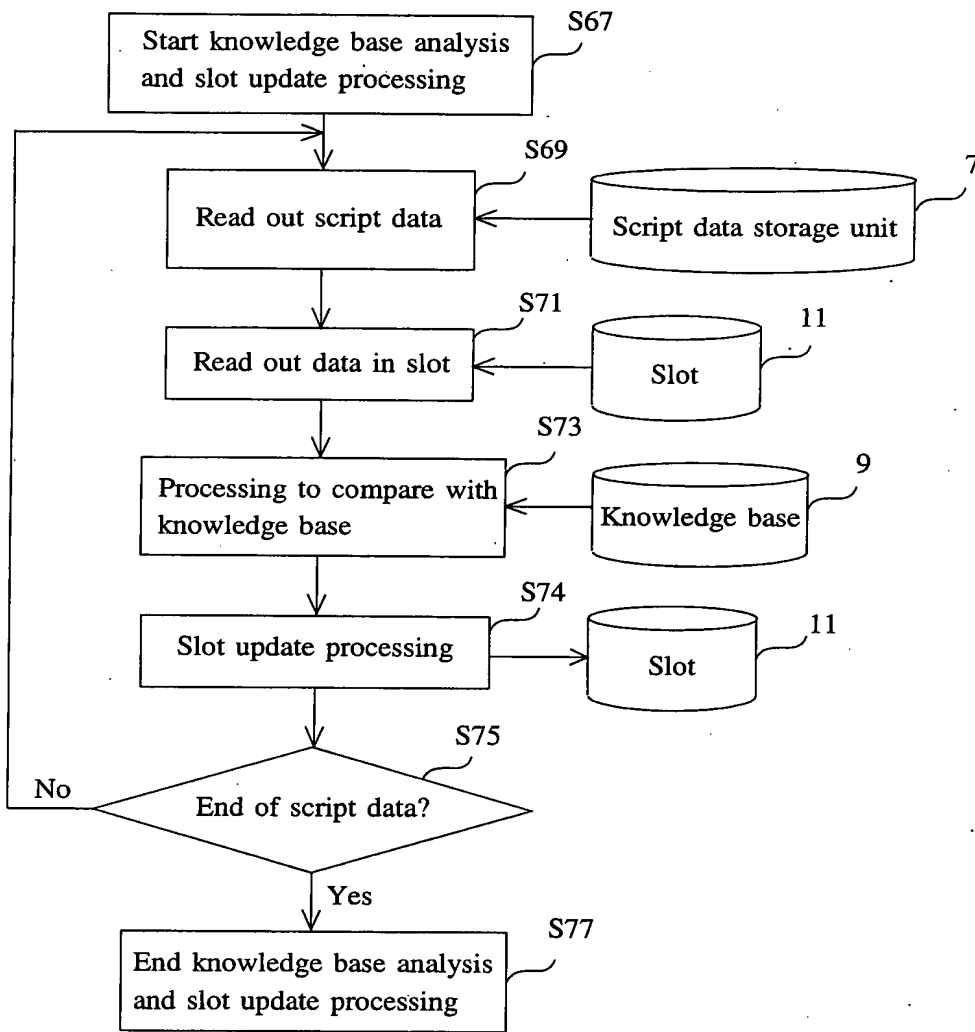 S67
Start knowledge base analysis
and slot update processing
S69
7
Read out script data
Script data storage unit
S71
11
Read out data in slot
Slot
S73
9
Processing to compare with
knowledge base
Knowledge base
S74
11
Slot update processing
Slot
S75
No
End of script data?
Yes
S77
End knowledge base analysis
and slot update processing